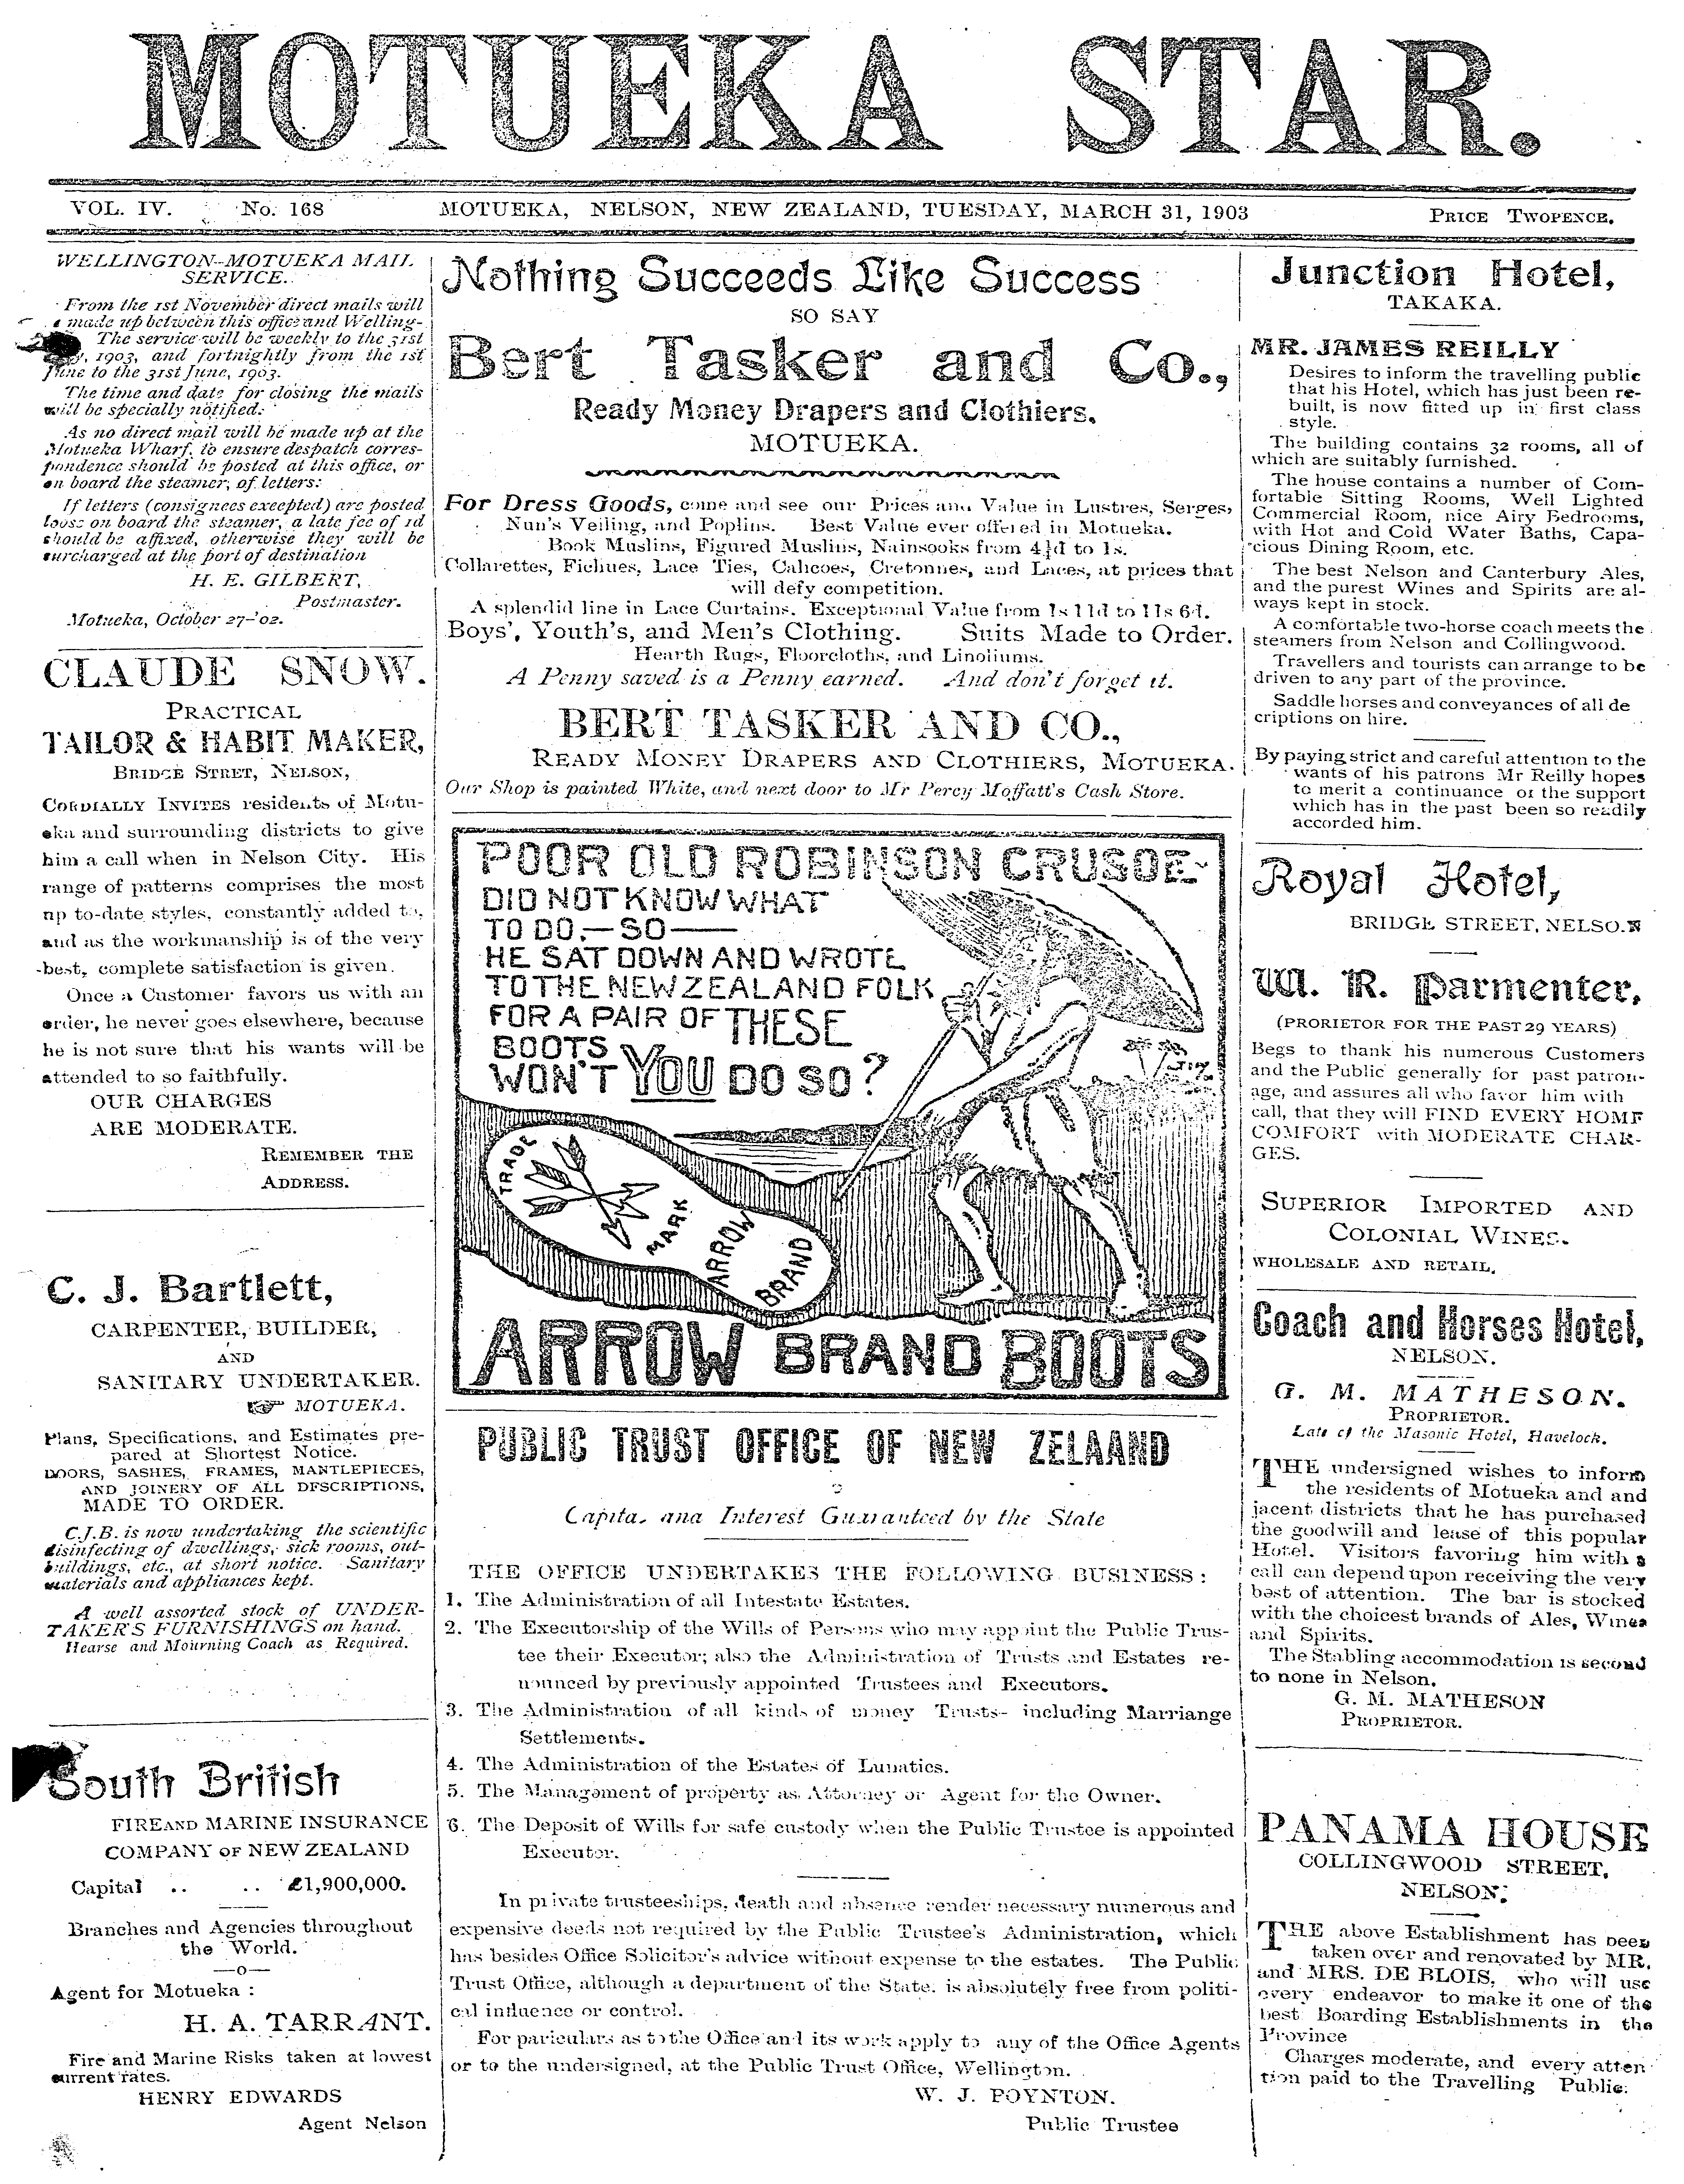 MOTUEKA STAR.
VOL. IV. No. 168 MOTUEKA, NELSON, NEW ZEALAND, TUESDAY, MARCH 31, 1903 PRICE TWOPENCE.
WELLINGTON–MOTUEKA MAIL
SERVICE.
From the 1st November direct mails will
made up between this office and Welling-
The service will be weekly to the 31st
1903, and fortnightly from the 1st
June to the 31st June, 1903.
The time and date for closing the mails
will be specially notified.
As no direct mail will be made up at the
Motueka Wharf, to ensure despatch corres-
pondence should be posted at this office, or
on board the steamer, of letters:
If letters (consignees excepted) are posted
loose on board the steamer, a late fee of 1d
should be affixed, otherwise they will be
surcharged at the port of destination
H. E. GILBERT,
Postmaster.
Motueka, October 27–'02.
CLAUDE SNOW.
PRACTICAL
TAILOR & HABIT MAKER,
BRIDGE STRET, NELSON,
CORDIALLY INVITES residents of Motu-
eka and surrounding districts to give
him a call when in Nelson City. His
range of patterns comprises the most
up to-date styles, constantly added to,
and as the workmanship is of the very
best, complete satisfaction is given.
Once a Customer favors us with an
order, he never goes elsewhere, because
he is not sure that his wants will be
attended to so faithfully.
OUR CHARGES
ARE MODERATE.
REMEMBER THE
ADDRESS.
C. J. Bartlett,
CARPENTER, BUILDER,
AND
SANITARY UNDERTAKER.
☞ MOTUEKA.
Plans, Specifications, and Estimates pre-
pared at Shortest Notice.
DOORS, SASHES, FRAMES, MANTLEPIECES,
AND JOINERY OF ALL DESCRIPTIONS,
MADE TO ORDER.
C.J.B. is now undertaking the scientific
disinfecting of dwellings, sick rooms, out-
buildings, etc., at short notice. Sanitary
materials and appliances kept.
A well assorted stock of UNDER-
TAKER'S FURNISHINGS on hand.
Hearse and Mourning Coach as Required.
South British
FIRE AND MARINE INSURANCE
COMPANY OF NEW ZEALAND
Capital .. .. £1,900,000.
Branches and Agencies throughout
the World.
—o—
Agent for Motueka :
H. A. TARRANT.
Fire and Marine Risks taken at lowest
current rates.
HENRY EDWARDS
Agent Nelson
Nothing Succeeds Like Success
SO SAY
Bert Tasker and Co.,
Ready Money Drapers and Clothiers.
MOTUEKA.
For Dress Goods, come and see our Prices and Value in Lustres, Serges,
Nun's Veiling, and Poplins. Best Value ever offered in Motueka.
Book Muslins, Figured Muslins, Nainsooks from 4½d to 1s.
Collarettes, Fichues, Lace Ties, Calicoes, Cretonnes, and Laces, at prices that
will defy competition.
A splendid line in Lace Curtains. Exceptional Value from 1s 11d to 11s 6d.
Boys', Youth's, and Men's Clothing. Suits Made to Order.
Hearth Rugs, Floorcloths, and Linoliums.
A Penny saved is a Penny earned. And don't forget it.
BERT TASKER AND CO.,
READY MONEY DRAPERS AND CLOTHIERS, MOTUEKA.
Our Shop is painted White, and next door to Mr Percy Moffatt's Cash Store.
POOR OLD ROBINSON CRUSOE
DID NOT KNOW WHAT
TO DO.—SO——
HE SAT DOWN AND WROTE
TO THE NEW ZEALAND FOLK
FOR A PAIR OF THESE
BOOTS
WON'T YOU DO SO?
TRADE
MARK
ARROW
BRAND
ARROW BRAND BOOTS
PUBLIC TRUST OFFICE OF NEW ZELAAND
Capita. and Interest Guaranteed by the State
THE OFFICE UNDERTAKES THE FOLLOWING BUSINESS :
1. The Administration of all Intestate Estates.
2. The Executorship of the Wills of Persons who may appoint the Public Trus-
tee their Executor; also the Administration of Trusts and Estates re-
nounced by previously appointed Trustees and Executors.
3. The Administration of all kinds of money Trusts- including Marriange
Settlements.
4. The Administration of the Estates of Lunatics.
5. The Management of property as Attorney or Agent for the Owner.
6. The Deposit of Wills for safe custody when the Public Trustee is appointed
Executor.
In private trusteeships, death and absence render necessary numerous and
expensive deeds not required by the Public Trustee's Administration, which
has besides Office Solicitor's advice without expense to the estates. The Public
Trust Office, although a department of the State. is absolutely free from politi-
cal influence or control.
For pariculars as to the Office and its work apply to any of the Office Agents
or to the undersigned, at the Public Trust Office, Wellington.
W. J. POYNTON.
Public Trustee
Junction Hotel,
TAKAKA.
MR. JAMES REILLY
Desires to inform the travelling public
that his Hotel, which has just been re-
built, is now fitted up in first class
style.
The building contains 32 rooms, all of
which are suitably furnished.
The house contains a number of Com-
fortable Sitting Rooms, Well Lighted
Commercial Room, nice Airy Bedrooms,
with Hot and Cold Water Baths, Capa-
cious Dining Room, etc.
The best Nelson and Canterbury Ales,
and the purest Wines and Spirits are al-
ways kept in stock.
A comfortable two-horse coach meets the
steamers from Nelson and Collingwood.
Travellers and tourists can arrange to be
driven to any part of the province.
Saddle horses and conveyances of all de
criptions on hire.
By paying strict and careful attention to the
wants of his patrons Mr Reilly hopes
to merit a continuance of the support
which has in the past been so readily
accorded him.
Royal Hotel,
BRIDGE STREET, NELSON
W. R. Parmenter,
(PRORIETOR FOR THE PAST 29 YEARS)
Begs to thank his numerous Customers
and the Public generally for past patron-
age, and assures all who favor him with
call, that they will FIND EVERY HOME
COMFORT with MODERATE CHAR-
GES.
SUPERIOR IMPORTED AND
COLONIAL WINES.
WHOLESALE AND RETAIL.
Coach and Horses Hotel,
NELSON.
G. M. MATHESON.
PROPRIETOR.
Late of the Masonic Hotel, Havelock.
THE undersigned wishes to inform
the residents of Motueka and and
jacent districts that he has purchased
the goodwill and lease of this popular
Hotel. Visitors favoring him with a
call can depend upon receiving the very
best of attention. The bar is stocked
with the choicest brands of Ales, Wines
and Spirits.
The Stabling accommodation is second
to none in Nelson.
G. M. MATHESON
PROPRIETOR.
PANAMA HOUSE
COLLINGWOOD STREET,
NELSON.
THE above Establishment has been
taken over and renovated by MR.
and MRS. DE BLOIS, who will use
every endeavor to make it one of the
best Boarding Establishments in the
Province
Charges moderate, and every atten
tion paid to the Travelling Public.